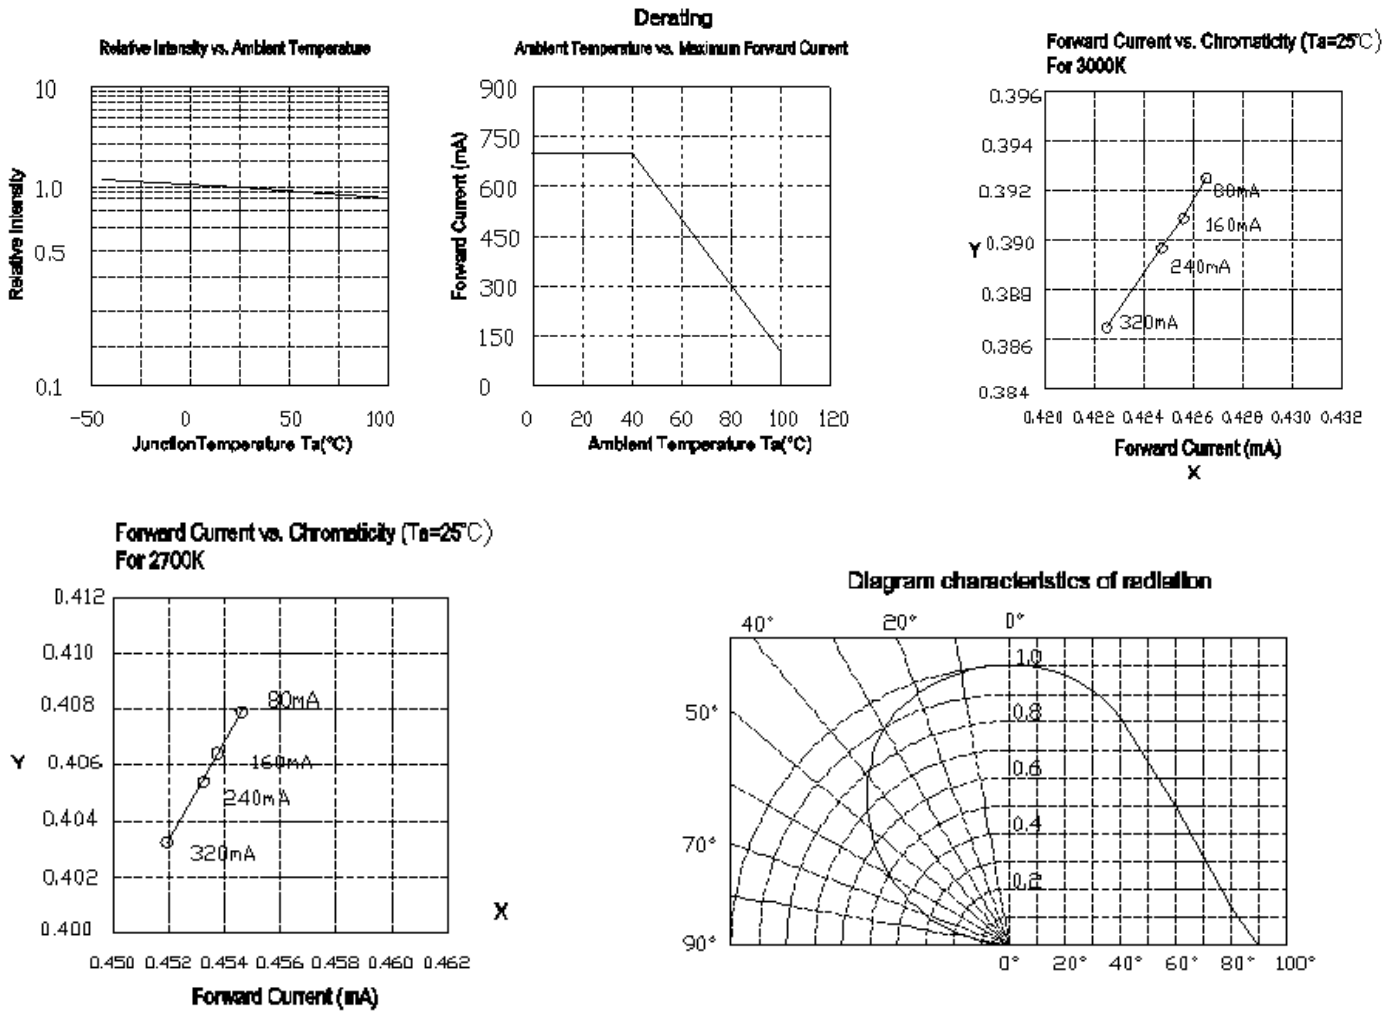 Derating
Relative Intensity vs. Ambient Temperature
10
1.0
0.5
0.1
Relative Intensity
-50 0 50 100
JunctionTemperature Ta(°C)
Ambient Temperature vs. Maximum Forward Current
900
750
600
450
300
150
0
Forward Current (mA)
0 20 40 60 80 100 120
Ambient Temperature Ta(°C)
Forward Current vs. Chromaticity (Ta=25°C)
For 3000K
0.396
0.394
0.392
Y 0.390
0.388
0.386
0.384
80mA
160mA
240mA
320mA
0.420 0.422 0.424 0.426 0.428 0.430 0.432
Forward Current (mA)
X
Forward Current vs. Chromaticity (Ta=25°C)
For 2700K
0.412
0.410
0.408
Y 0.406
0.404
0.402
0.400
80mA
160mA
240mA
320mA
X
0.450 0.452 0.454 0.456 0.458 0.460 0.462
Forward Current (mA)
Diagram characteristics of radiation
40° 20° 0°
50°
70°
90°
1.0
0.8
0.6
0.4
0.2
0° 20° 40° 60° 80° 100°